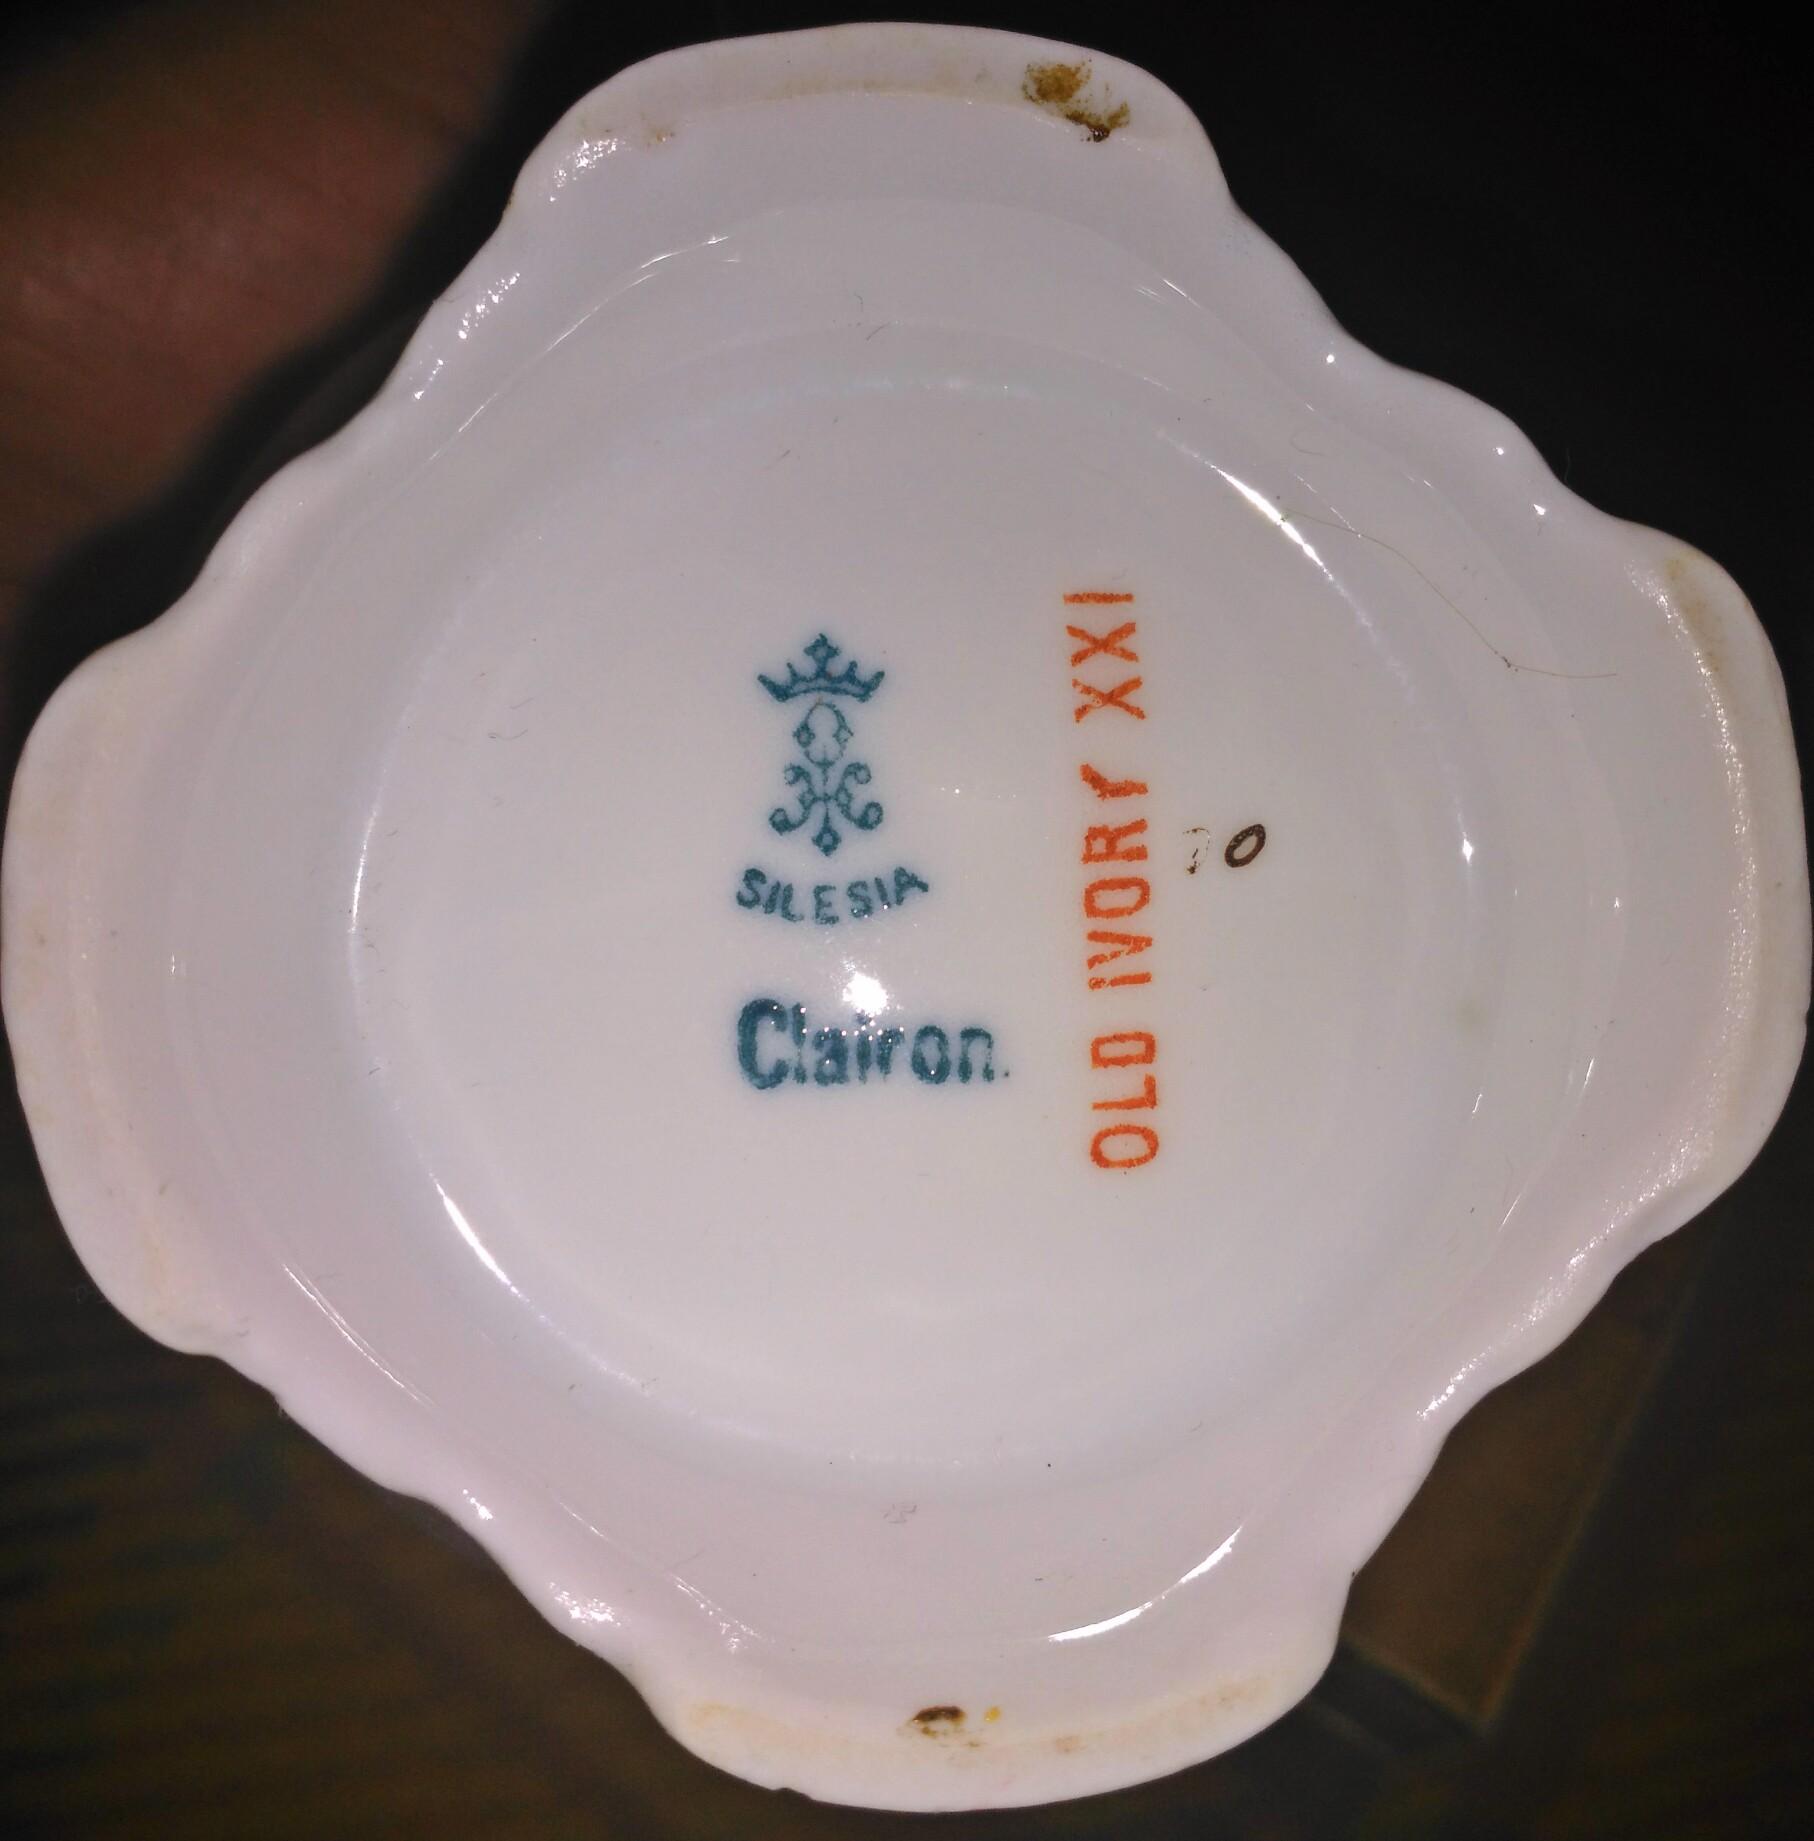 SILESIA
Clairon.
OLD IVORY XXI